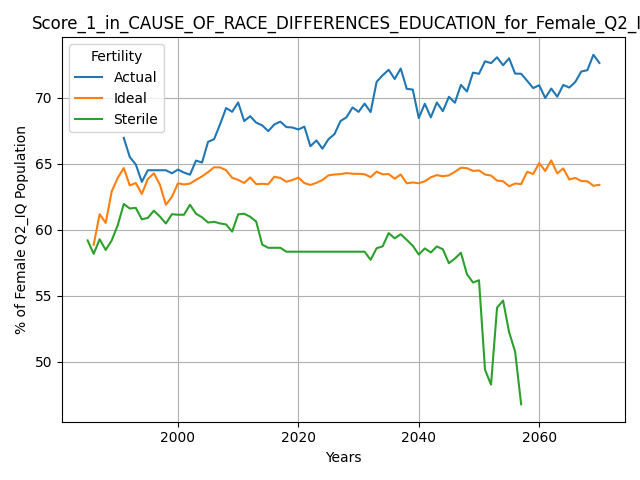 Score_1_in_CAUSE_OF_RACE_DIFFERENCES_EDUCATION_for_Female_Q2_I
Fertility
Actual
Ideal
Sterile
% of Female Q2_IQ Population
70
65
60
55
50
2000
2020
2040
2060
Years